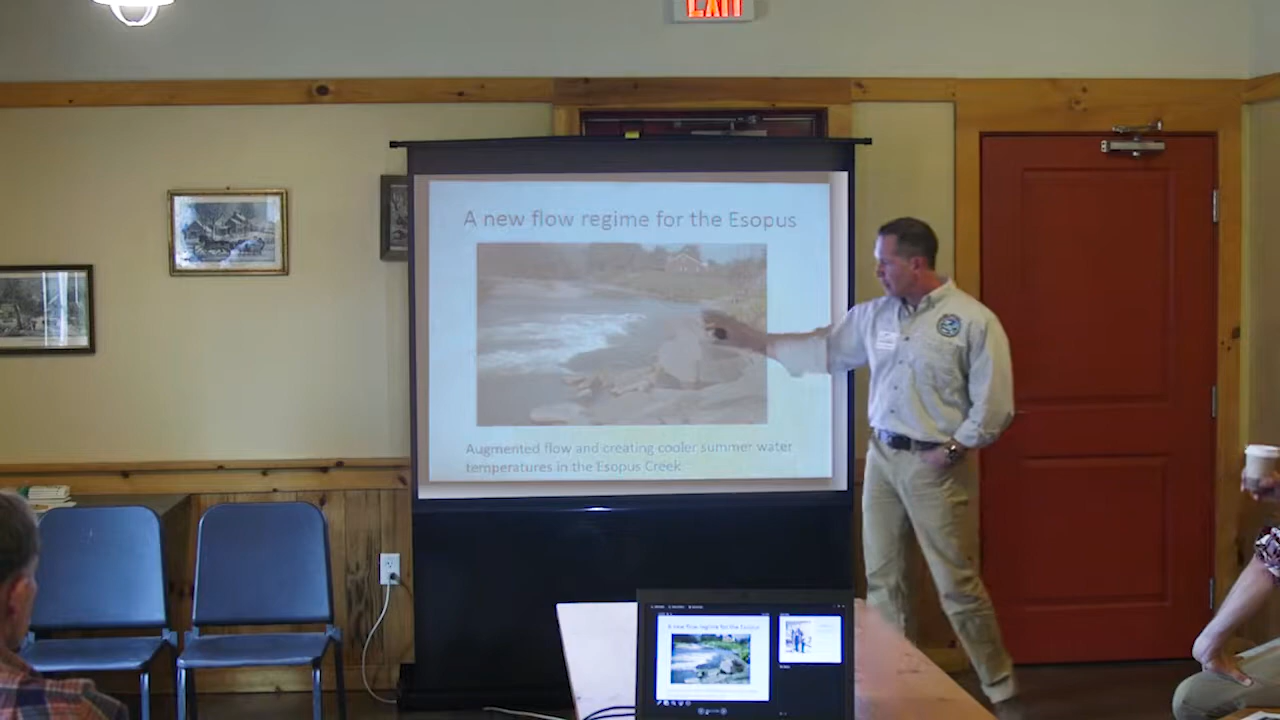 EXIT
A new flow regime for the Esopus
Augmented flow and creating cooler summer water
temperatures in the Esopus Creek
A new flow regime for the Esopus